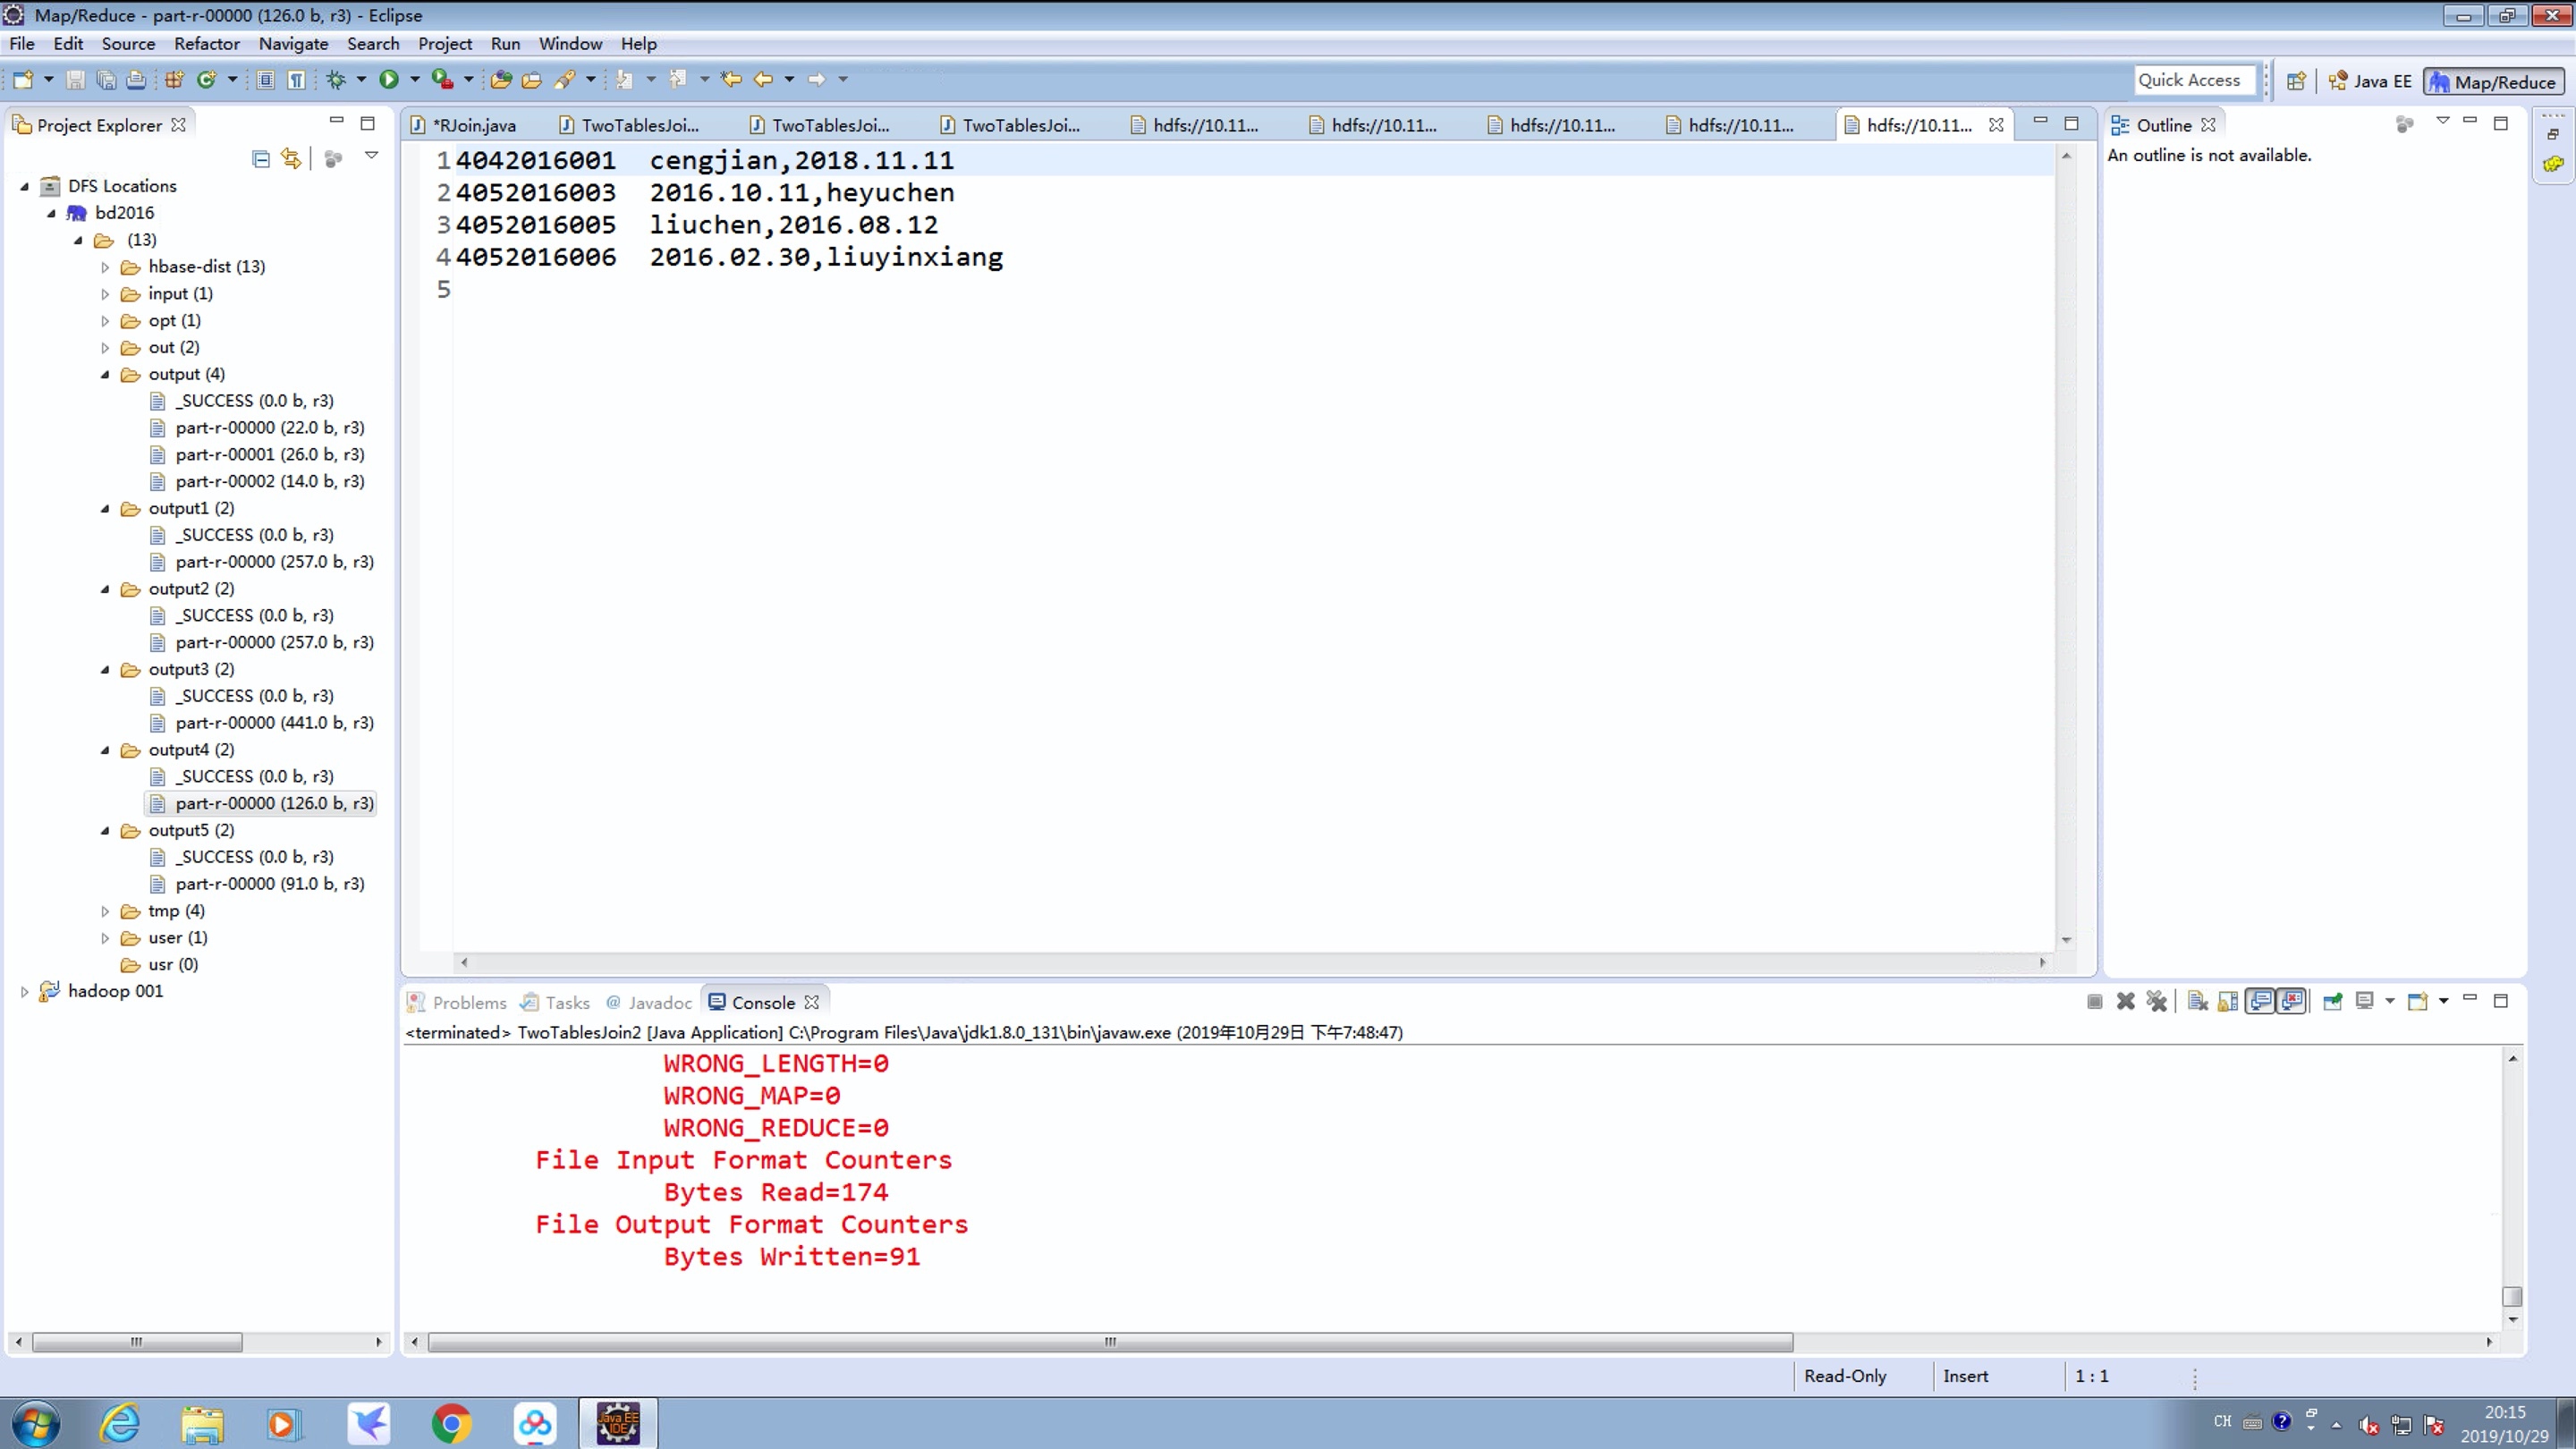 Map/Reduce - part-r-00000 (126.0 b, r3) - Eclipse
File Edit Source Refactor Navigate Search Project Run Window Help
Quick Access
Java EE
Map/Reduce
Project Explorer
DFS Locations
bd2016
(13)
hbase-dist (13)
input (1)
opt (1)
out (2)
output (4)
_SUCCESS (0.0 b, r3)
part-r-00000 (22.0 b, r3)
part-r-00001 (26.0 b, r3)
part-r-00002 (14.0 b, r3)
output1 (2)
_SUCCESS (0.0 b, r3)
part-r-00000 (257.0 b, r3)
output2 (2)
_SUCCESS (0.0 b, r3)
part-r-00000 (257.0 b, r3)
output3 (2)
_SUCCESS (0.0 b, r3)
part-r-00000 (441.0 b, r3)
output4 (2)
_SUCCESS (0.0 b, r3)
part-r-00000 (126.0 b, r3)
output5 (2)
_SUCCESS (0.0 b, r3)
part-r-00000 (91.0 b, r3)
tmp (4)
user (1)
usr (0)
hadoop 001
*RJoin.java TwoTablesJoi... TwoTablesJoi... TwoTablesJoi... hdfs://10.11... hdfs://10.11... hdfs://10.11... hdfs://10.11... hdfs://10.11...
1 4042016001 cengjian,2018.11.11
2 4052016003 2016.10.11,heyuchen
3 4052016005 liuchen,2016.08.12
4 4052016006 2016.02.30,liuyinxiang
5
Outline
An outline is not available.
Problems Tasks @ Javadoc Console
<terminated> TwoTablesJoin2 [Java Application] C:\Program Files\Java\jdk1.8.0_131\bin\javaw.exe (2019年10月29日 下午7:48:47)
WRONG_LENGTH=0
WRONG_MAP=0
WRONG_REDUCE=0
File Input Format Counters
Bytes Read=174
File Output Format Counters
Bytes Written=91
Read-Only Insert 1 : 1
Java EE
IDE
CH
20:15
2019/10/29